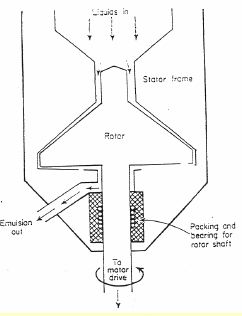 Liquids in
Stator frame
Rotor
Emulsion
out
Packing and
bearing for
rotor shaft
To
motor
drive